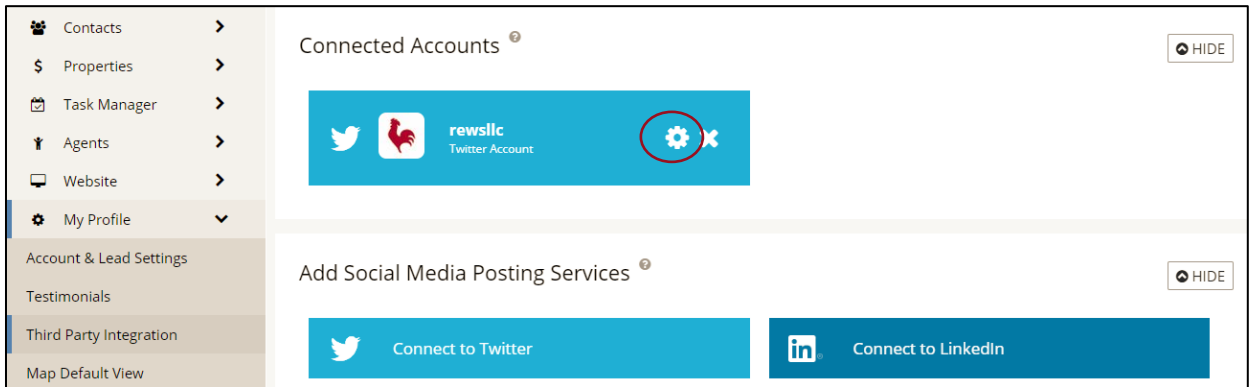 Contacts
Properties
Task Manager
Agents
Website
My Profile
Account & Lead Settings
Testimonials
Third Party Integration
Map Default View
Connected Accounts ?
HIDE
rewsllc
Twitter Account
Add Social Media Posting Services ?
HIDE
Connect to Twitter
in Connect to LinkedIn